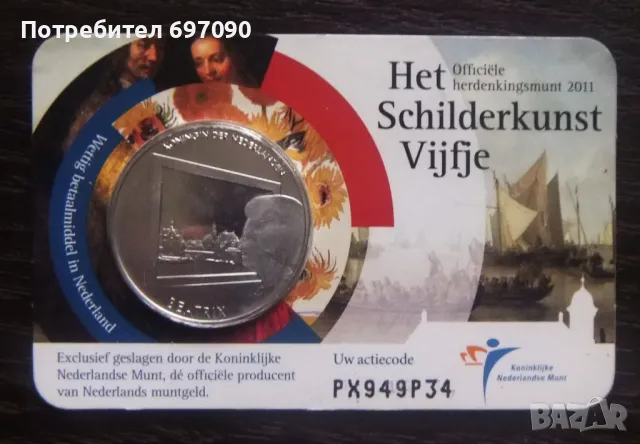 Потребител 697090
Het
Schilderkunst
Vijfje
Officiële
herdenkingsmunt 2011
Wettig betaalmiddel in Nederland
KONINGIN DER NEDERLANDEN
BEATRIX
Exclusief geslagen door de Koninklijke
Nederlandse Munt, dé officiële producent
van Nederlands muntgeld.
Uw actiecode
PX949P34
Koninklijke
Nederlandse Munt
bazar